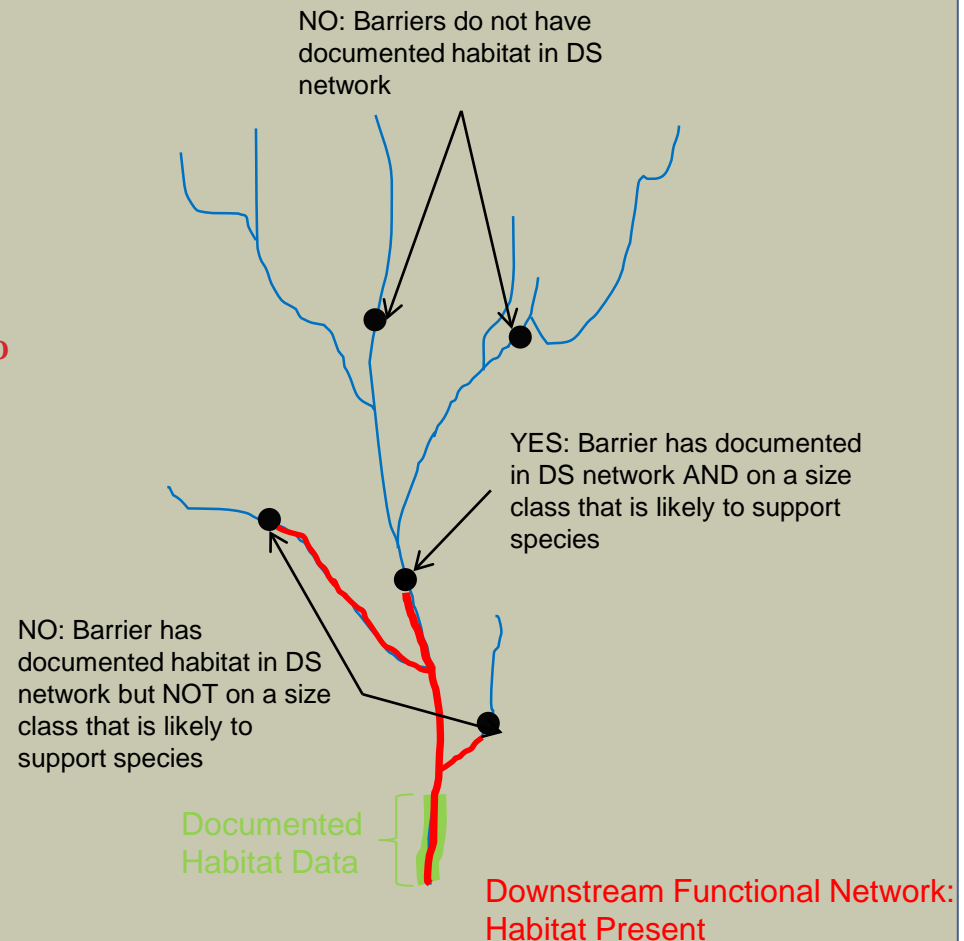 NO: Barriers do not have
documented habitat in DS
network
YES: Barrier has documented
in DS network AND on a size
class that is likely to support
species
NO: Barrier has
documented habitat in DS
network but NOT on a size
class that is likely to
support species
Documented
Habitat Data
Downstream Functional Network:
Habitat Present